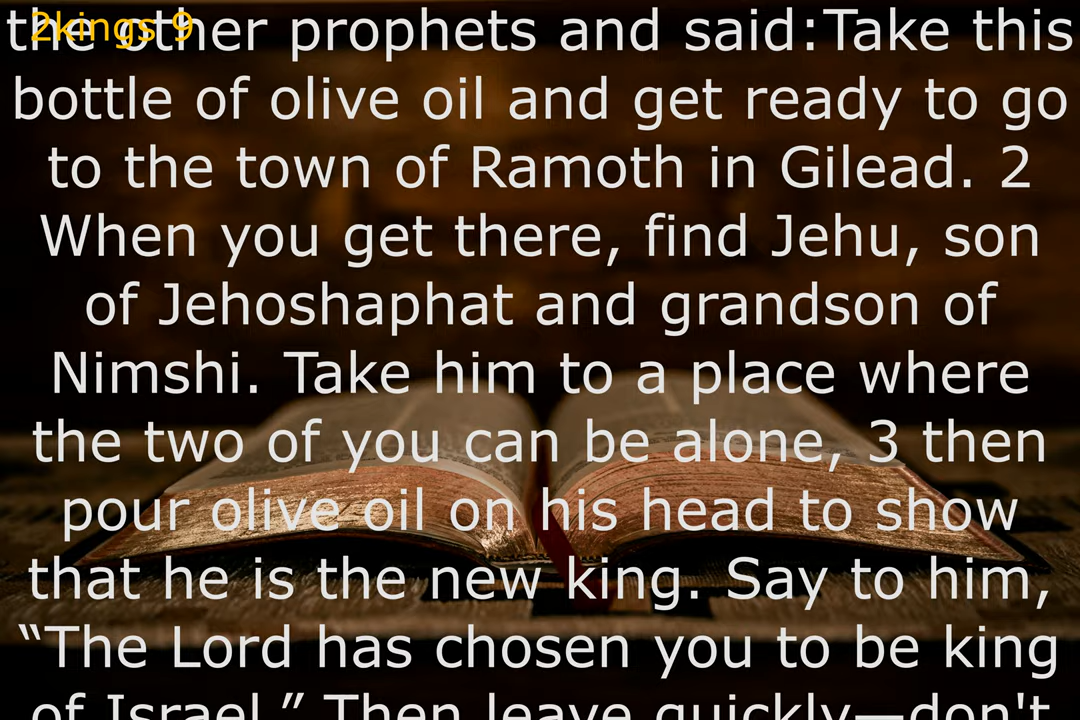 2kings 9
the other prophets and said:Take this
bottle of olive oil and get ready to go
to the town of Ramoth in Gilead. 2
When you get there, find Jehu, son
of Jehoshaphat and grandson of
Nimshi. Take him to a place where
the two of you can be alone, 3 then
pour olive oil on his head to show
that he is the new king. Say to him,
“The Lord has chosen you to be king
of Israel.” Then leave quickly—don't